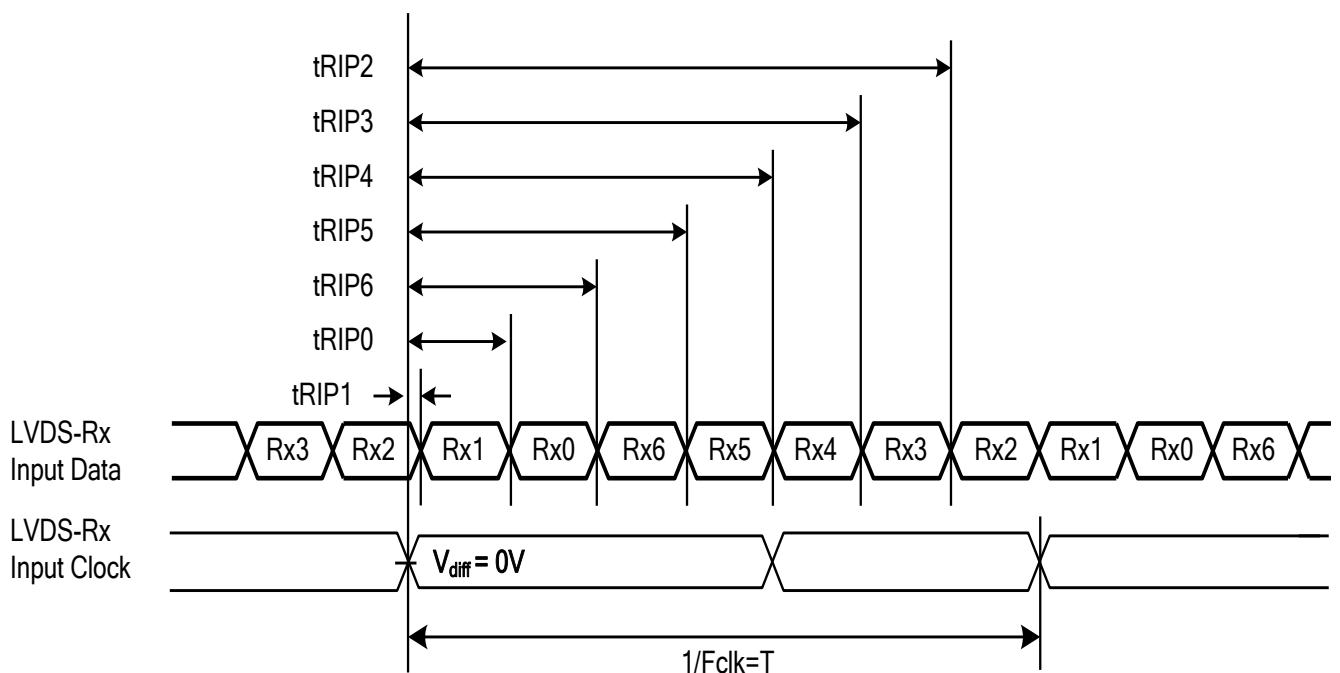 tRIP2
tRIP3
tRIP4
tRIP5
tRIP6
tRIP0
tRIP1
LVDS-Rx
Input Data
Rx3 Rx2 Rx1 Rx0 Rx6 Rx5 Rx4 Rx3 Rx2 Rx1 Rx0 Rx6
LVDS-Rx
Input Clock
Vdiff = 0V
1/Fclk=T